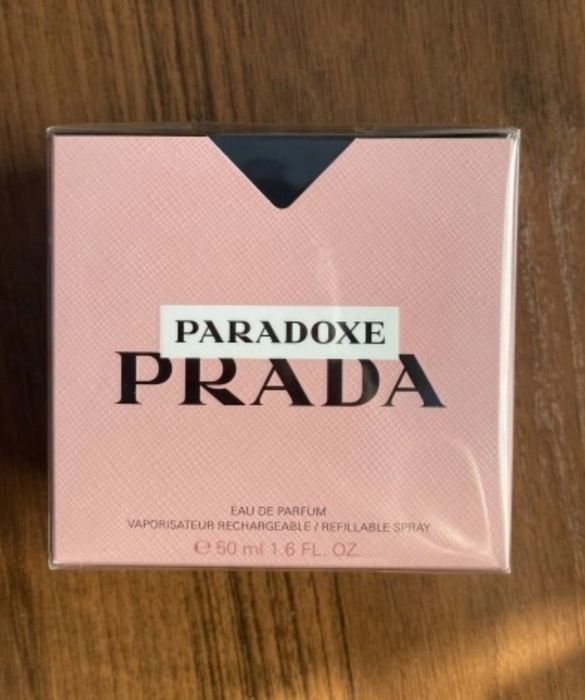 PARADOXE
PRADA
EAU DE PARFUM
VAPORISATEUR RECHARGEABLE / REFILLABLE SPRAY
℮ 50 ml 1.6 FL. OZ.